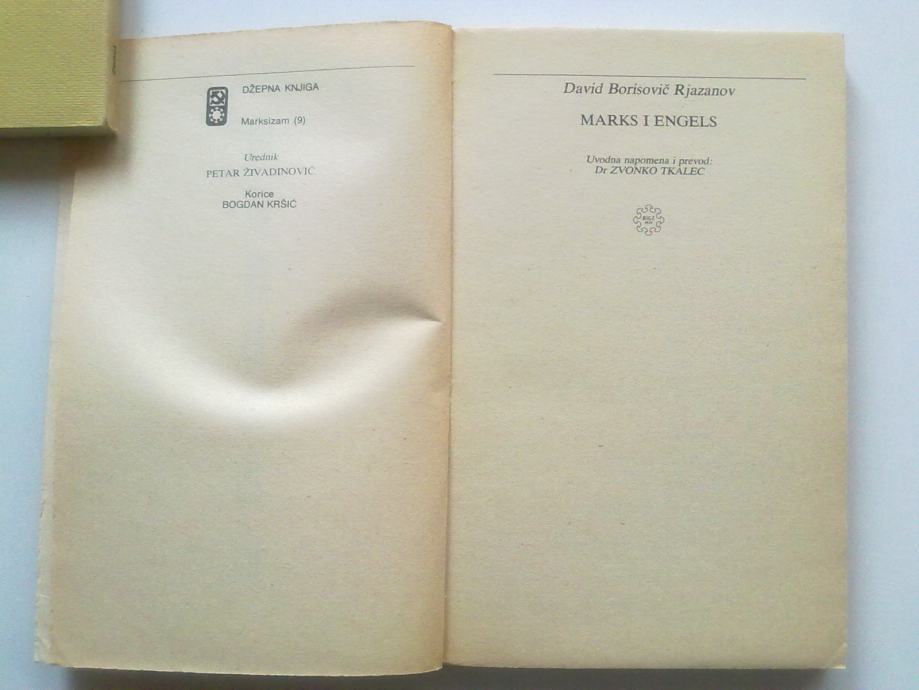 DŽEPNA KNJIGA
Marksizam (9)
Urednik
PETAR ŽIVADINOVIĆ
Korice
BOGDAN KRŠIĆ
David Borisovič Rjazanov
MARKS I ENGELS
Uvodna napomena i prevod:
Dr ZVONKO TKALEC
BIGZ